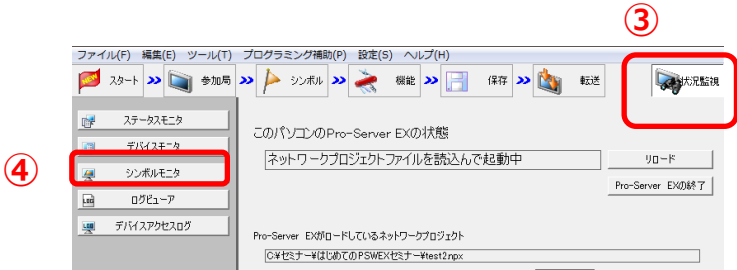 ③
ファイル(F) 編集(E) ツール(T) プログラミング補助(P) 設定(S) ヘルプ(H)
スタート 参加局 シンボル 機能 保存 転送 状況監視
ステータスモニタ
デバイスモニタ
④ シンボルモニタ
LOG ログビューア
デバイスアクセスログ
このパソコンのPro-Server EXの状態
ネットワークプロジェクトファイルを読込んで起動中
リロード
Pro-Server EXの終了
Pro-Server EXがロードしているネットワークプロジェクト
C:¥セミナー¥はじめてのPSWEXセミナー¥test2.npx